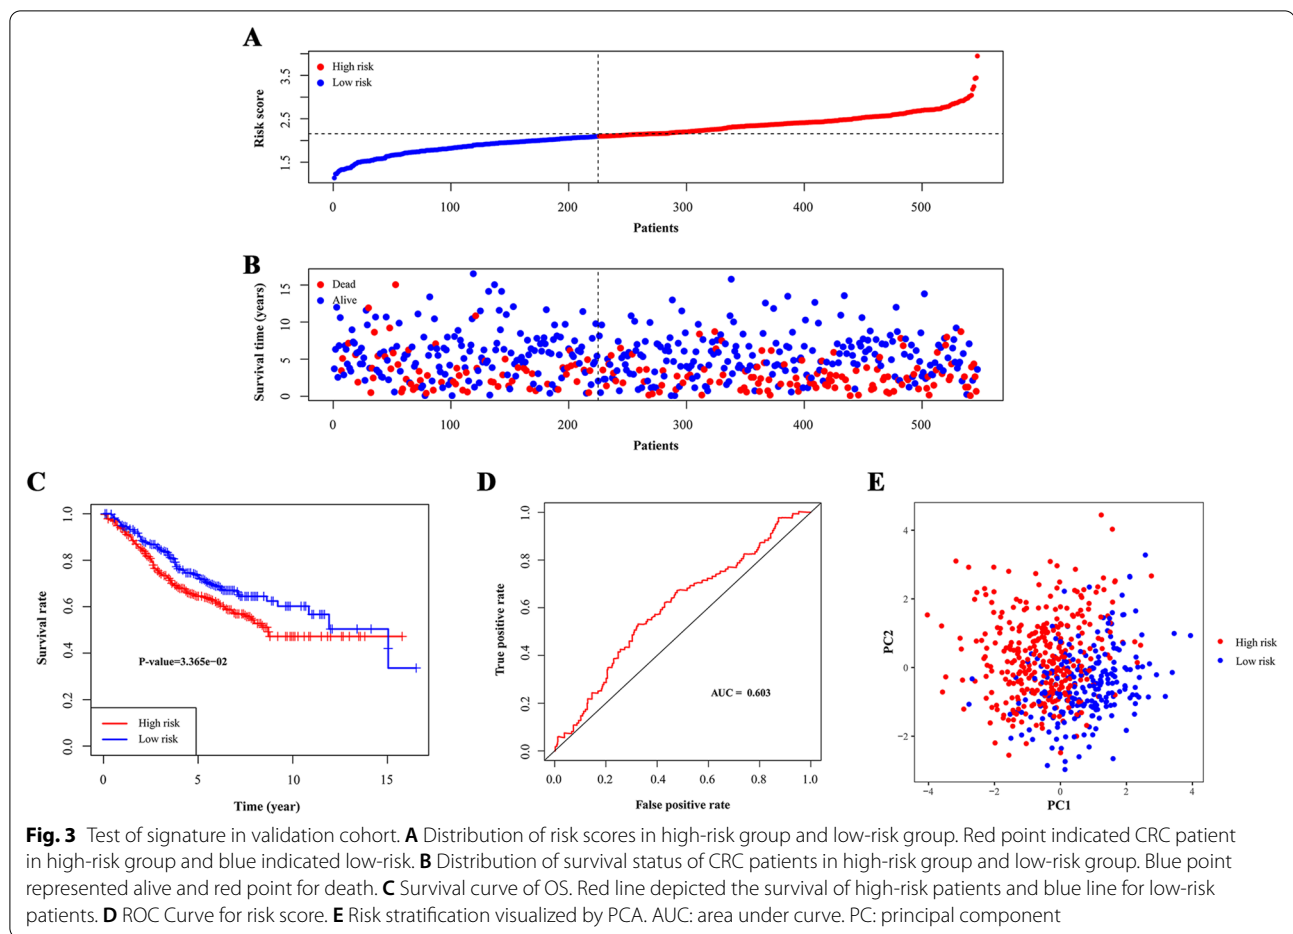 A
High risk
Low risk
Risk score
1.5
2.5
3.5
0
100
200
300
400
500
Patients
B
Dead
Alive
Survival time (years)
0
5
10
15
0
100
200
300
400
500
Patients
C
Survival rate
1.0
0.8
0.6
0.4
0.2
0.0
P-value=3.365e−02
High risk
Low risk
0
5
10
15
Time (year)
D
True positive rate
1.0
0.8
0.6
0.4
0.2
0.0
AUC = 0.603
0.0
0.2
0.4
0.6
0.8
1.0
False positive rate
E
PC2
4
2
0
−2
High risk
Low risk
−4
−2
0
2
4
PC1
Fig. 3 Test of signature in validation cohort. A Distribution of risk scores in high-risk group and low-risk group. Red point indicated CRC patient
in high-risk group and blue indicated low-risk. B Distribution of survival status of CRC patients in high-risk group and low-risk group. Blue point
represented alive and red point for death. C Survival curve of OS. Red line depicted the survival of high-risk patients and blue line for low-risk
patients. D ROC Curve for risk score. E Risk stratification visualized by PCA. AUC: area under curve. PC: principal component